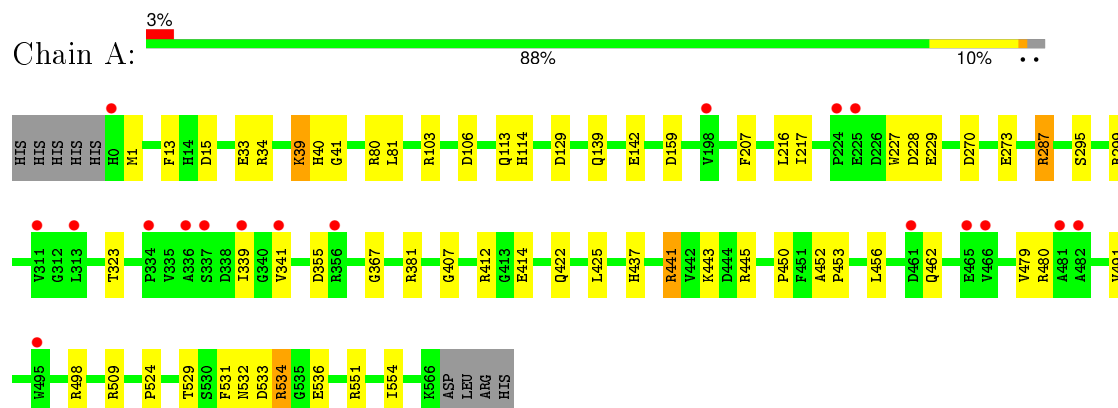 3%
Chain A:
88% 10% • •
HIS HIS HIS HIS HIS H0 M1 F13 H14 D15 E33 R34 K39 H40 G41 R80 L81 R103 D106 Q113 H114 D129 Q139 E142 D159 V198 F207 L216 I217 P224 E225 D226 W227 D228 E229 D270 E273 R287 S295
V311 G312 L313 T323 P334 V335 A336 S337 D338 I339 G340 V341 D355 R356 G367 R381 G407 R412 G413 E414 Q422 L425 H437 R441 V442 K443 D444 R445 P450 F451 A452 P453 L456 D461 Q462 E465 V466 V479 R480 A481 A482
W495 R498 R509 P524 T529 S530 F531 N532 D533 R534 G535 E536 R551 I554 K566 ASP LEU ARG HIS